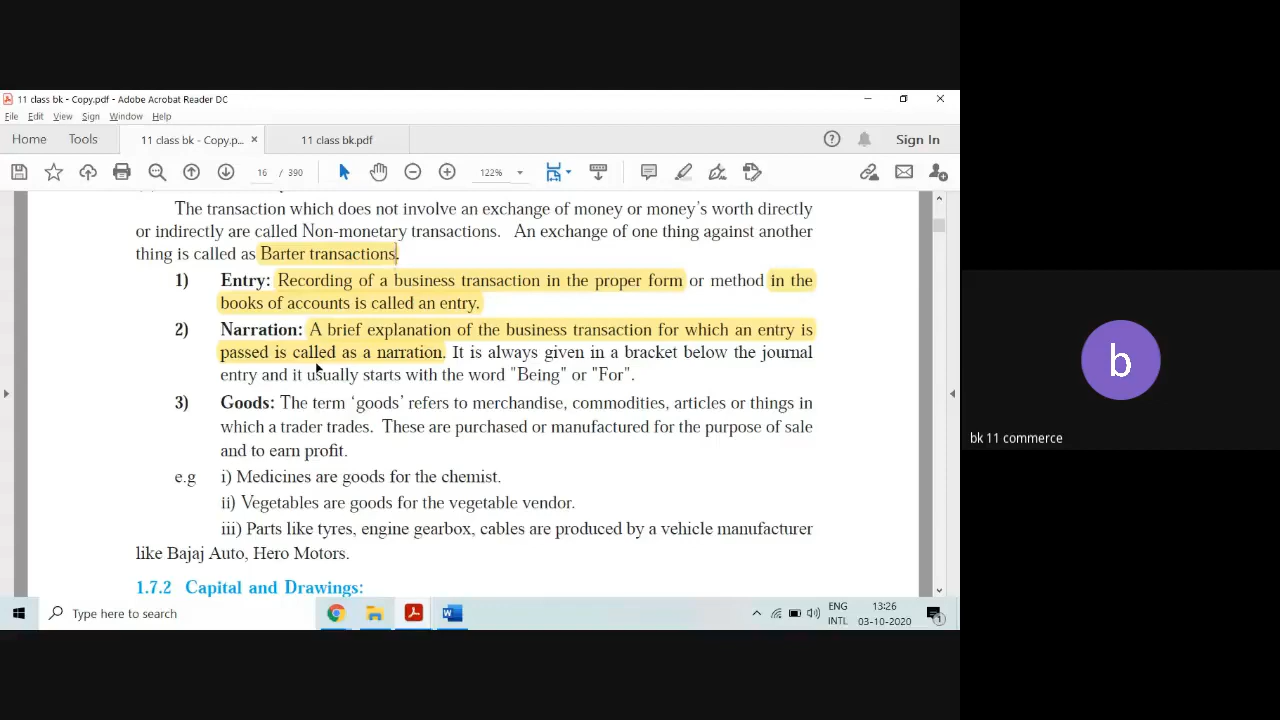 11 class bk - Copy.pdf - Adobe Acrobat Reader DC
File Edit View Sign Window Help
Home Tools 11 class bk - Copy.p... × 11 class bk.pdf Sign In
16 / 390 122%
The transaction which does not involve an exchange of money or money's worth directly
or indirectly are called Non-monetary transactions. An exchange of one thing against another
thing is called as Barter transactions.
1) Entry: Recording of a business transaction in the proper form or method in the
books of accounts is called an entry.
2) Narration: A brief explanation of the business transaction for which an entry is
passed is called as a narration. It is always given in a bracket below the journal
entry and it usually starts with the word "Being" or "For".
3) Goods: The term 'goods' refers to merchandise, commodities, articles or things in
which a trader trades. These are purchased or manufactured for the purpose of sale
and to earn profit.
e.g i) Medicines are goods for the chemist.
ii) Vegetables are goods for the vegetable vendor.
iii) Parts like tyres, engine gearbox, cables are produced by a vehicle manufacturer
like Bajaj Auto, Hero Motors.
1.7.2 Capital and Drawings:
b
bk 11 commerce
Type here to search
ENG 13:26
INTL 03-10-2020
1